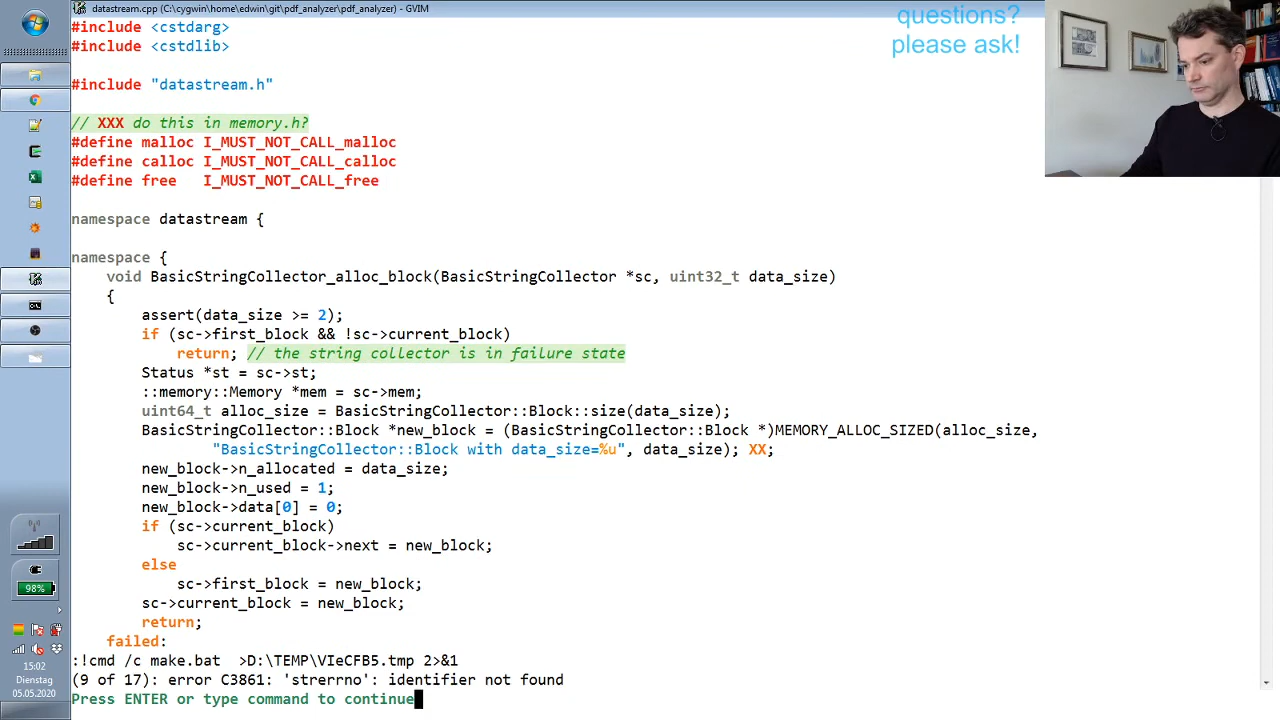 datastream.cpp (C:\cygwin\home\edwin\git\pdf_analyzer\pdf_analyzer) - GVIM
questions?
please ask!
#include <cstdarg>
#include <cstdlib>
#include "datastream.h"
// XXX do this in memory.h?
#define malloc I_MUST_NOT_CALL_malloc
#define calloc I_MUST_NOT_CALL_calloc
#define free   I_MUST_NOT_CALL_free
namespace datastream {
namespace {
void BasicStringCollector_alloc_block(BasicStringCollector *sc, uint32_t data_size)
{
assert(data_size >= 2);
if (sc->first_block && !sc->current_block)
return; // the string collector is in failure state
Status *st = sc->st;
::memory::Memory *mem = sc->mem;
uint64_t alloc_size = BasicStringCollector::Block::size(data_size);
BasicStringCollector::Block *new_block = (BasicStringCollector::Block *)MEMORY_ALLOC_SIZED(alloc_size,
"BasicStringCollector::Block with data_size=%u", data_size); XX;
new_block->n_allocated = data_size;
new_block->n_used = 1;
new_block->data[0] = 0;
if (sc->current_block)
sc->current_block->next = new_block;
else
sc->first_block = new_block;
sc->current_block = new_block;
return;
failed:
:!cmd /c make.bat  >D:\TEMP\VIeCFB5.tmp 2>&1
(9 of 17): error C3861: 'strerrno': identifier not found
Press ENTER or type command to continue
98%
15:02
Dienstag
05.05.2020